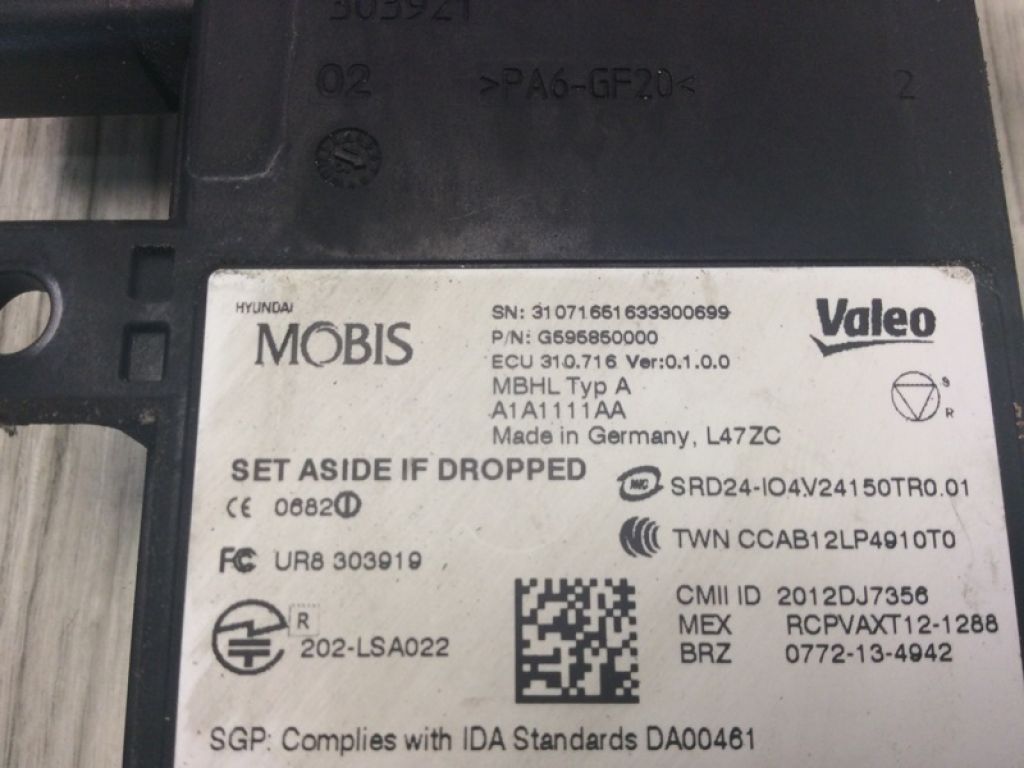 303921
02 >PA6-GF20< 2
HYUNDAI
MOBIS
SN: 31071651633300699
P/N: G595850000
ECU 310.716 Ver:0.1.0.0
MBHL Typ A
A1A1111AA
Made in Germany, L47ZC
Valeo
S
R
SET ASIDE IF DROPPED
CE 0682
SRD24-IO4V24150TR0.01
TWN CCAB12LP4910T0
FC UR8 303919
R
202-LSA022
CMII ID 2012DJ7356
MEX RCPVAXT12-1288
BRZ 0772-13-4942
SGP: Complies with IDA Standards DA00461